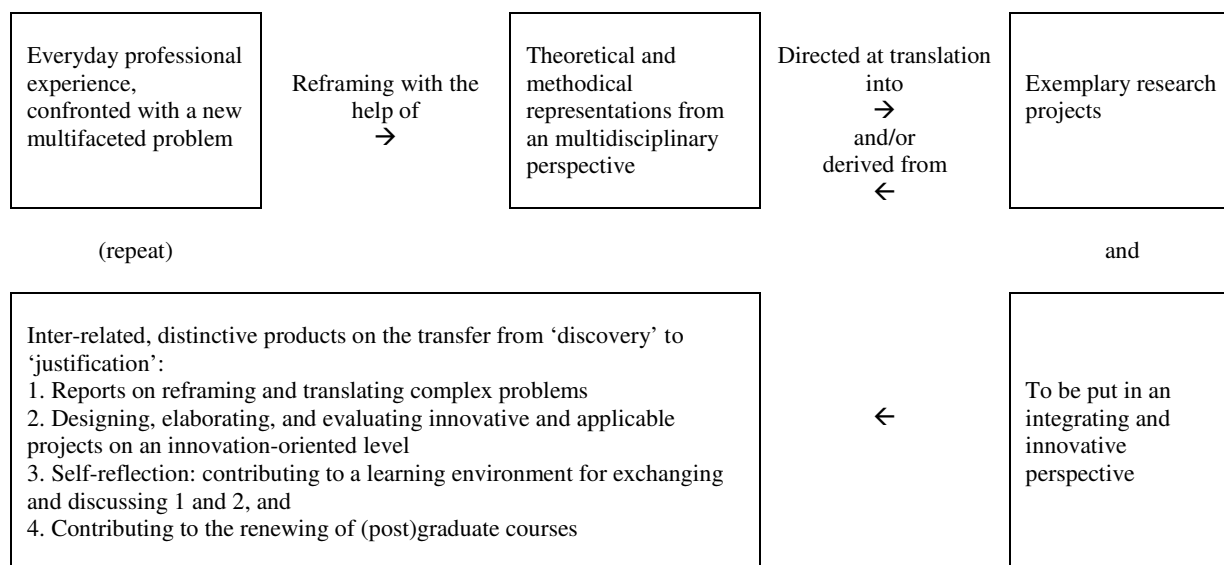 Everyday professional
experience,
confronted with a new
multifaceted problem
Reframing with the
help of
→
Theoretical and
methodical
representations from
an multidisciplinary
perspective
Directed at translation
into
→
and/or
derived from
←
Exemplary research
projects
(repeat)
and
Inter-related, distinctive products on the transfer from ‘discovery’ to
‘justification’:
1. Reports on reframing and translating complex problems
2. Designing, elaborating, and evaluating innovative and applicable
projects on an innovation-oriented level
3. Self-reflection: contributing to a learning environment for exchanging
and discussing 1 and 2, and
4. Contributing to the renewing of (post)graduate courses
←
To be put in an
integrating and
innovative
perspective